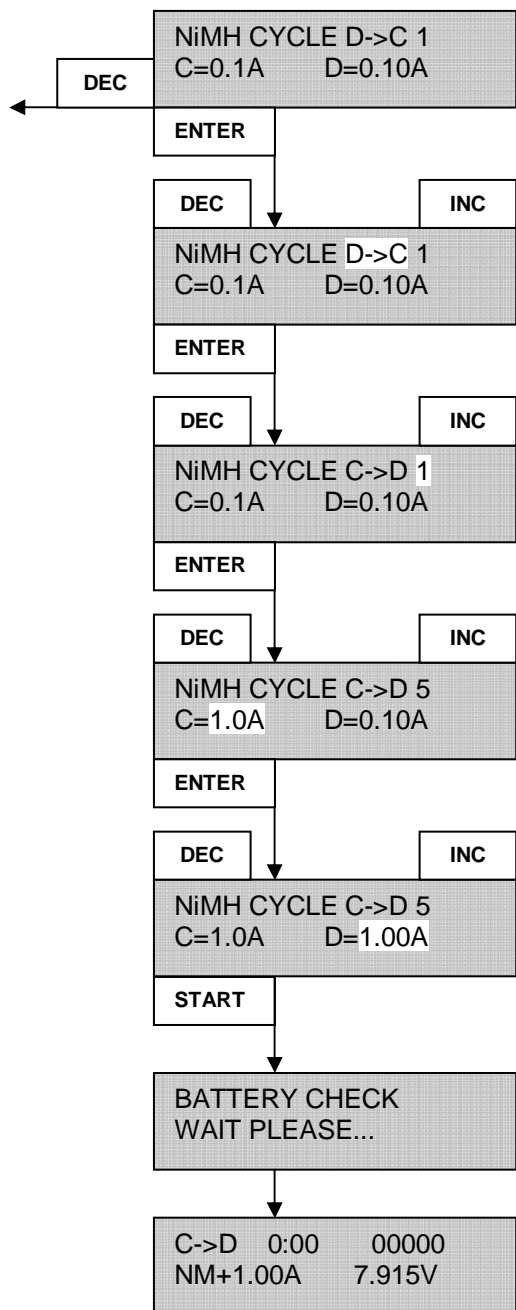 NiMH CYCLE D->C 1
C=0.1A D=0.10A
DEC
ENTER
DEC INC
NiMH CYCLE D->C 1
C=0.1A D=0.10A
ENTER
DEC INC
NiMH CYCLE C->D 1
C=0.1A D=0.10A
ENTER
DEC INC
NiMH CYCLE C->D 5
C=1.0A D=0.10A
ENTER
DEC INC
NiMH CYCLE C->D 5
C=1.0A D=1.00A
START
BATTERY CHECK
WAIT PLEASE...
C->D 0:00 00000
NM+1.00A 7.915V